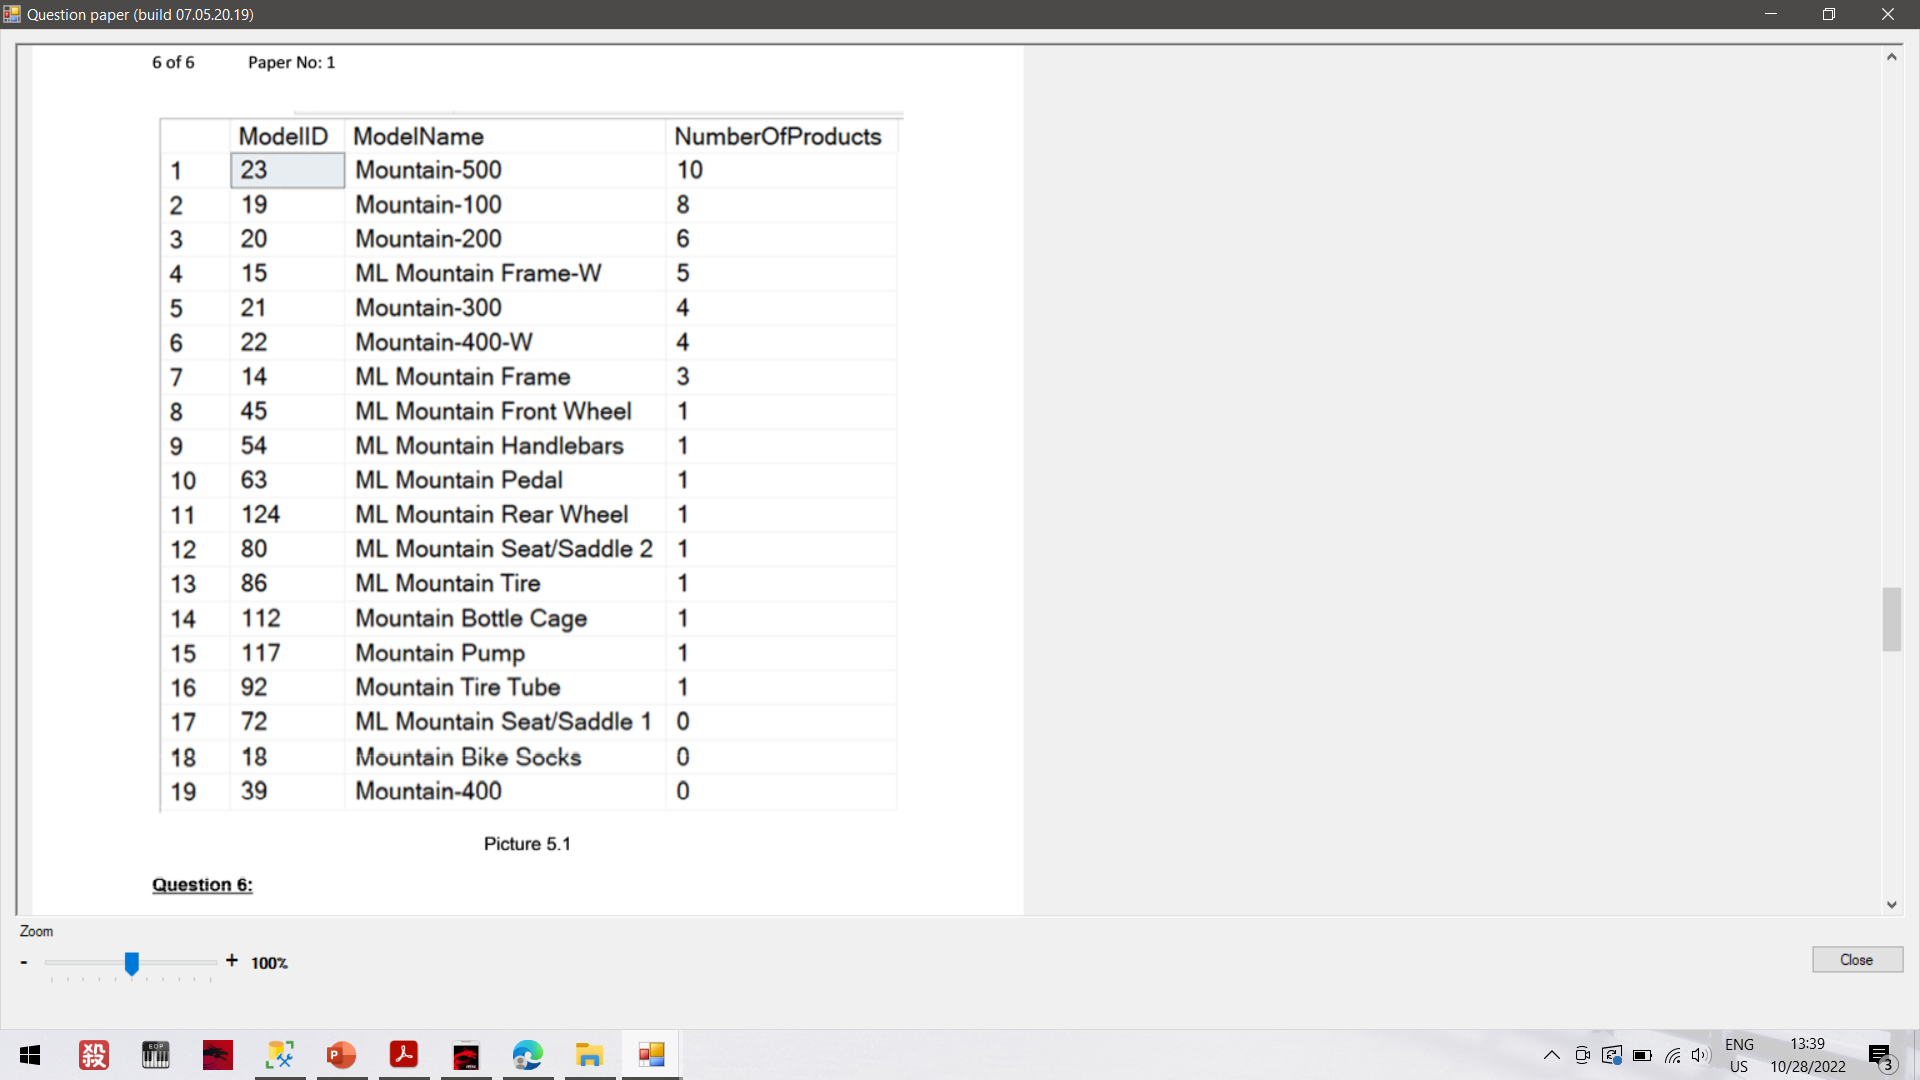 Question paper (build 07.05.20.19)
6 of 6 Paper No: 1
ModelID ModelName NumberOfProducts
1 23 Mountain-500 10
2 19 Mountain-100 8
3 20 Mountain-200 6
4 15 ML Mountain Frame-W 5
5 21 Mountain-300 4
6 22 Mountain-400-W 4
7 14 ML Mountain Frame 3
8 45 ML Mountain Front Wheel 1
9 54 ML Mountain Handlebars 1
10 63 ML Mountain Pedal 1
11 124 ML Mountain Rear Wheel 1
12 80 ML Mountain Seat/Saddle 2 1
13 86 ML Mountain Tire 1
14 112 Mountain Bottle Cage 1
15 117 Mountain Pump 1
16 92 Mountain Tire Tube 1
17 72 ML Mountain Seat/Saddle 1 0
18 18 Mountain Bike Socks 0
19 39 Mountain-400 0
Picture 5.1
Question 6:
Zoom
- + 100%
Close
殺
EOP
P
ENG
US
13:39
10/28/2022
3